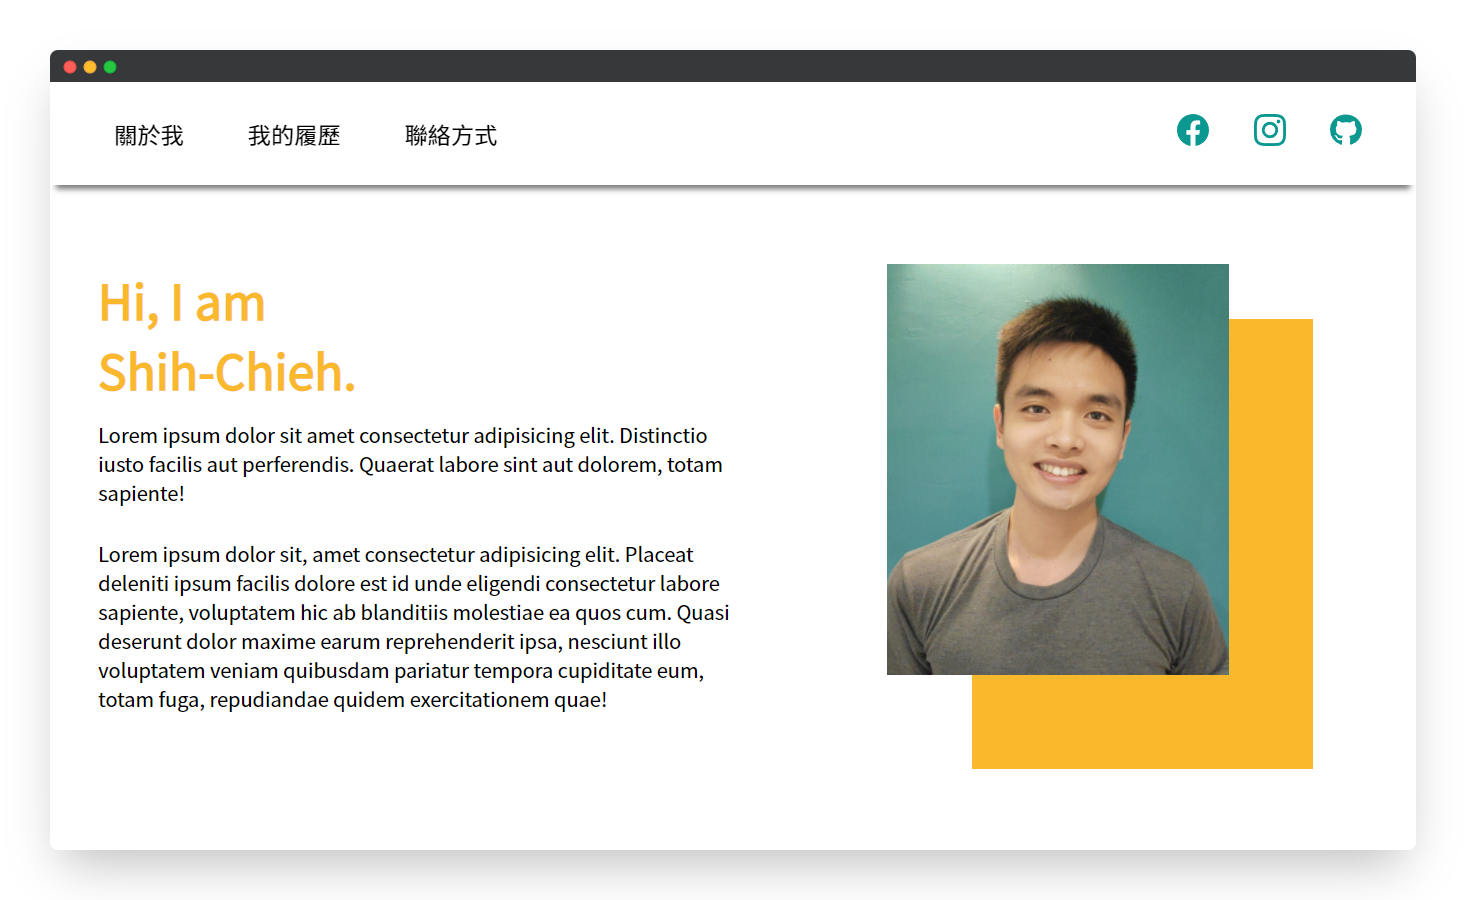 關於我
我的履歷
聯絡方式
Hi, I am
Shih-Chieh.
Lorem ipsum dolor sit amet consectetur adipisicing elit. Distinctio
iusto facilis aut perferendis. Quaerat labore sint aut dolorem, totam
sapiente!
Lorem ipsum dolor sit, amet consectetur adipisicing elit. Placeat
deleniti ipsum facilis dolore est id unde eligendi consectetur labore
sapiente, voluptatem hic ab blanditiis molestiae ea quos cum. Quasi
deserunt dolor maxime earum reprehenderit ipsa, nesciunt illo
voluptatem veniam quibusdam pariatur tempora cupiditate eum,
totam fuga, repudiandae quidem exercitationem quae!